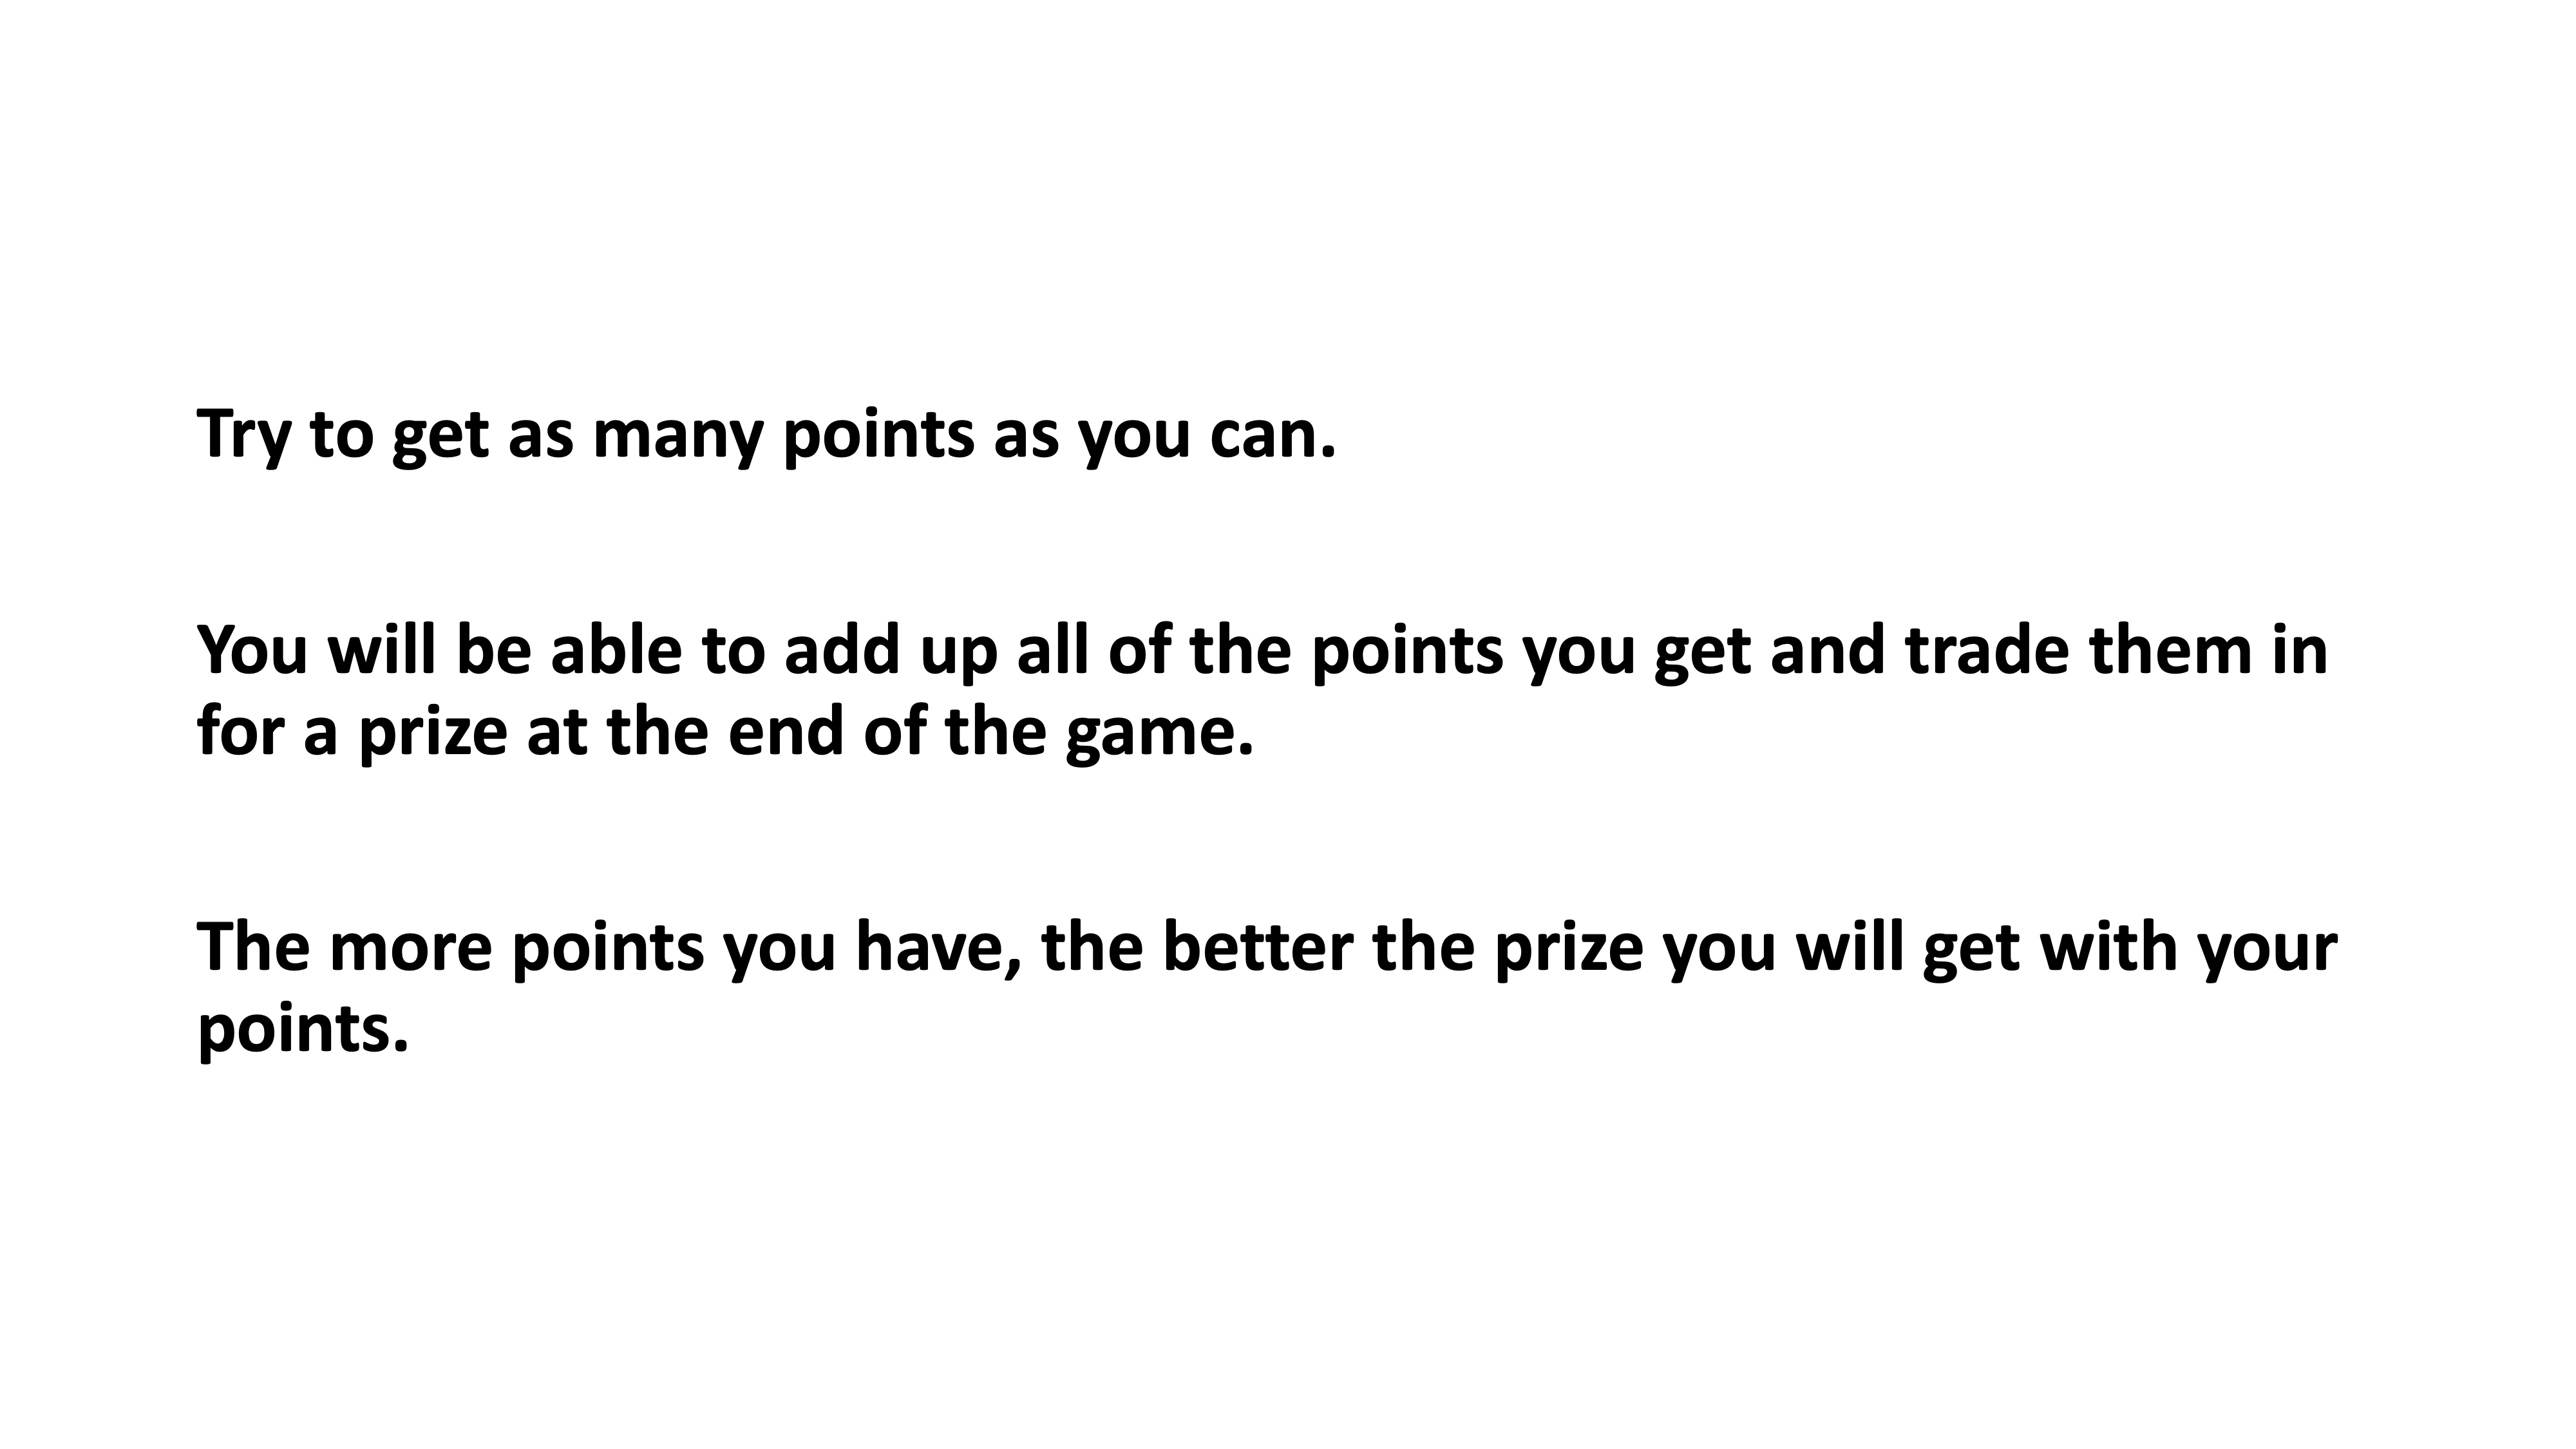 Try to get as many points as you can.
You will be able to add up all of the points you get and trade them in
for a prize at the end of the game.
The more points you have, the better the prize you will get with your
points.